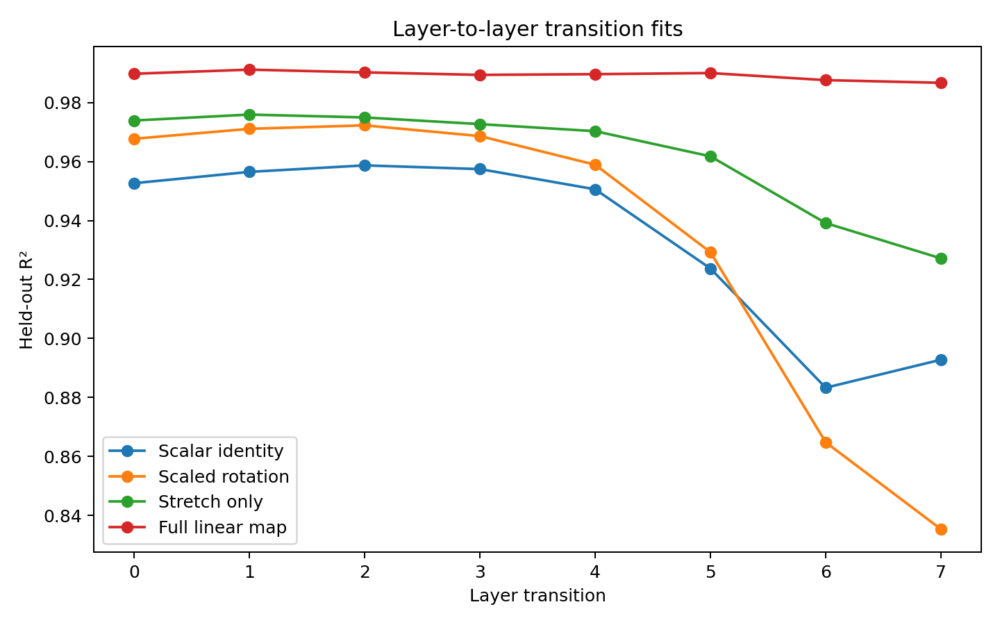 Layer-to-layer transition fits
Held-out R²
0.98
0.96
0.94
0.92
0.90
0.88
0.86
0.84
Scalar identity
Scaled rotation
Stretch only
Full linear map
0 1 2 3 4 5 6 7
Layer transition